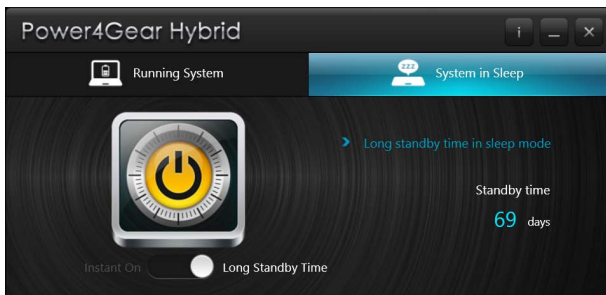 Power4Gear Hybrid
i
Running System
zzz
System in Sleep
Long standby time in sleep mode
Standby time
69 days
Instant On
Long Standby Time